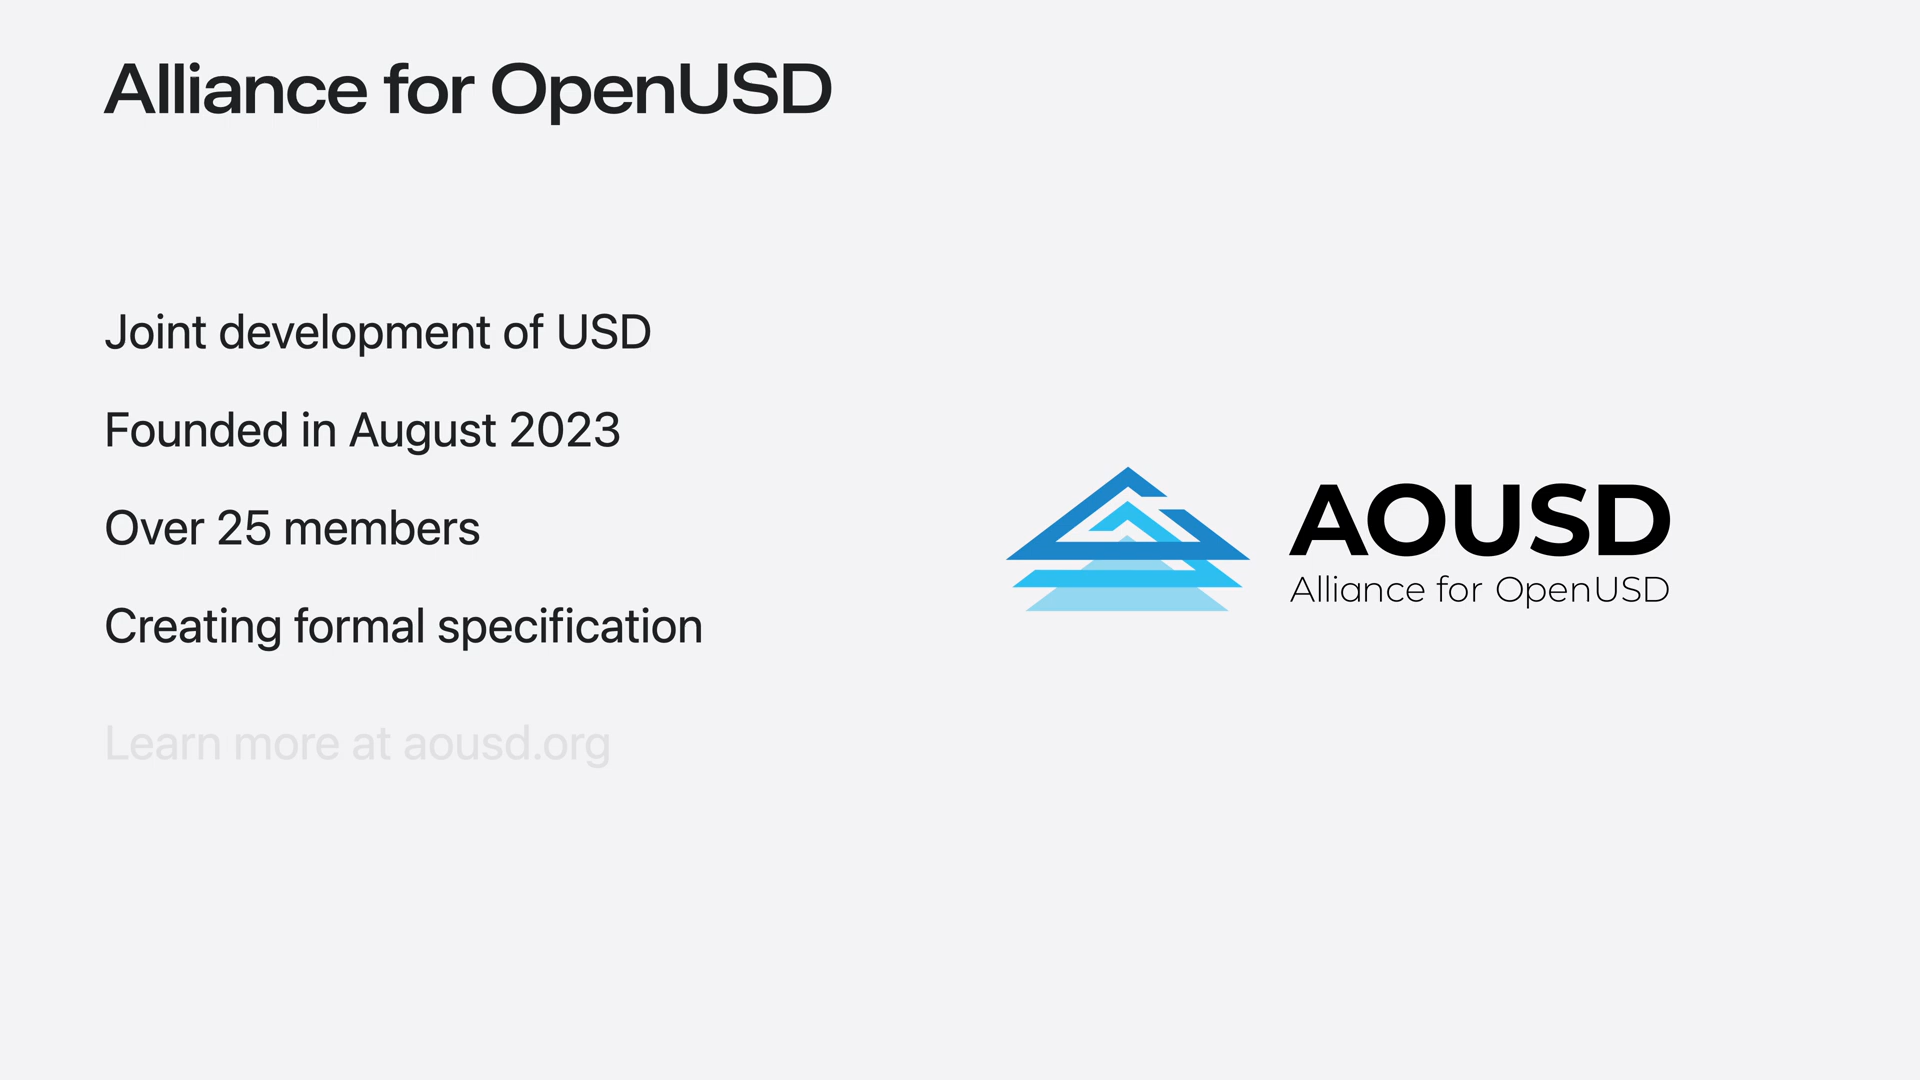 Alliance for OpenUSD
Joint development of USD
Founded in August 2023
Over 25 members
Creating formal specification
Learn more at aousd.org
AOUSD
Alliance for OpenUSD